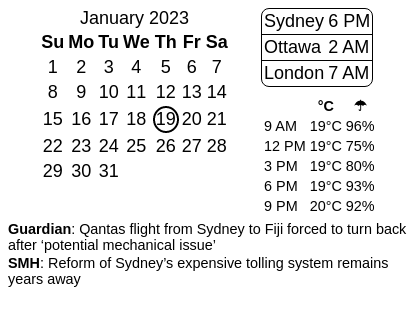 January 2023
Su Mo Tu We Th Fr Sa
1 2 3 4 5 6 7
8 9 10 11 12 13 14
15 16 17 18 19 20 21
22 23 24 25 26 27 28
29 30 31
Sydney 6 PM
Ottawa 2 AM
London 7 AM
°C ☂
9 AM 19°C 96%
12 PM 19°C 75%
3 PM 19°C 80%
6 PM 19°C 93%
9 PM 20°C 92%
Guardian: Qantas flight from Sydney to Fiji forced to turn back
after ‘potential mechanical issue’
SMH: Reform of Sydney’s expensive tolling system remains
years away